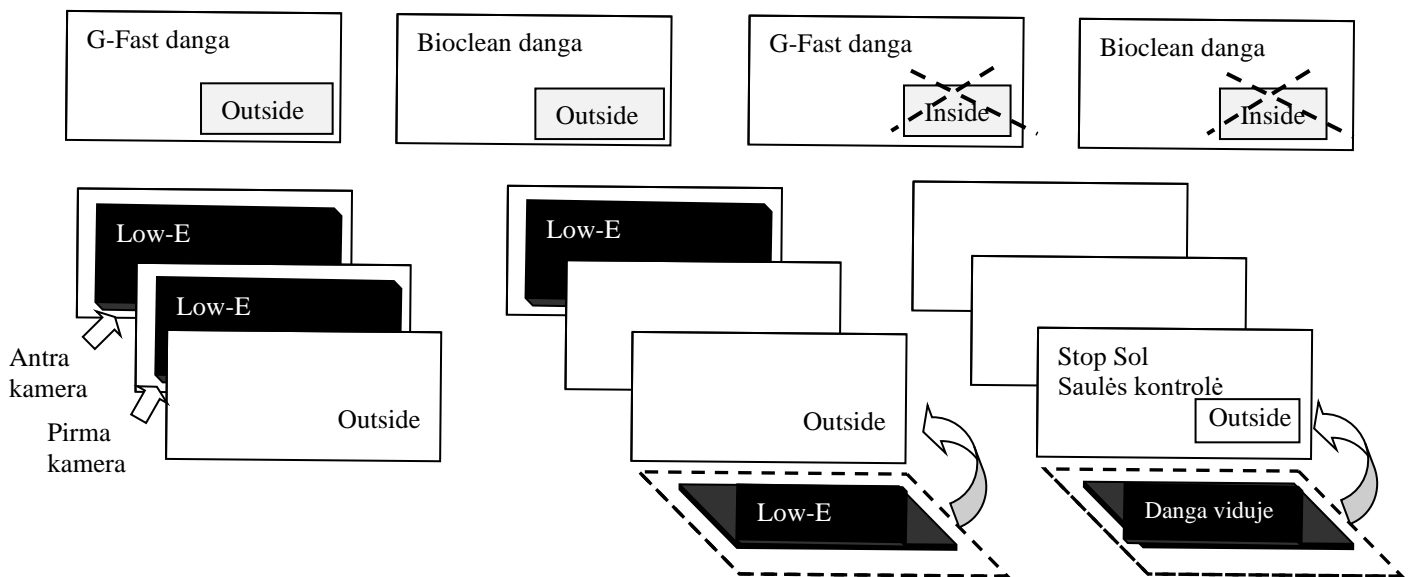 G-Fast danga
Outside
Bioclean danga
Outside
G-Fast danga
Inside
Bioclean danga
Inside
Low-E
Low-E
Outside
Antra
kamera
Pirma
kamera
Low-E
Outside
Low-E
Stop Sol
Saulės kontrolė
Outside
Danga viduje